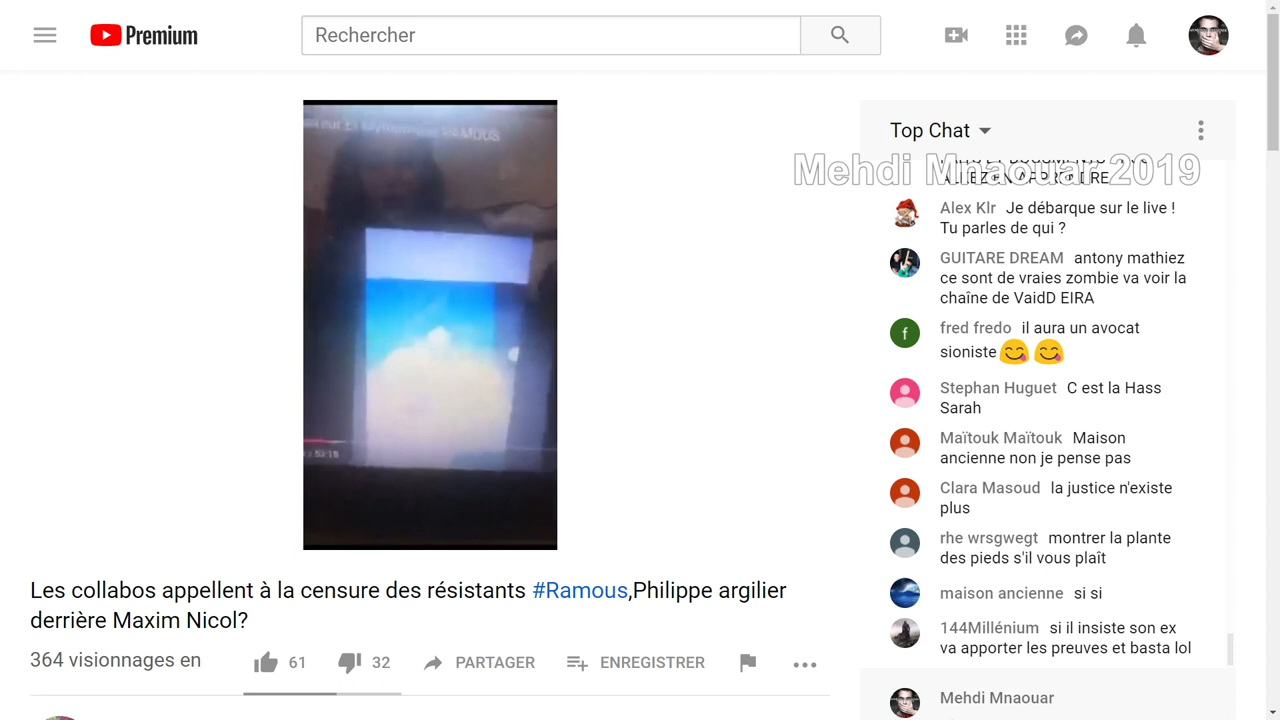 Premium
Rechercher
Top Chat
Mehdi Mnaouar 2019
ALLEZ EN APPRENDRE
Alex Klr Je débarque sur le live !
Tu parles de qui ?
GUITARE DREAM antony mathiez
ce sont de vraies zombie va voir la
chaîne de VaidD EIRA
f
fred fredo il aura un avocat
sioniste
Stephan Huguet C est la Hass
Sarah
Maïtouk Maïtouk Maison
ancienne non je pense pas
Clara Masoud la justice n'existe
plus
rhe wrsgwegt montrer la plante
des pieds s'il vous plaît
maison ancienne si si
144Millénium si il insiste son ex
va apporter les preuves et basta lol
Mehdi Mnaouar
Les collabos appellent à la censure des résistants #Ramous,Philippe argilier
derrière Maxim Nicol?
364 visionnages en
61
32
PARTAGER
ENREGISTRER